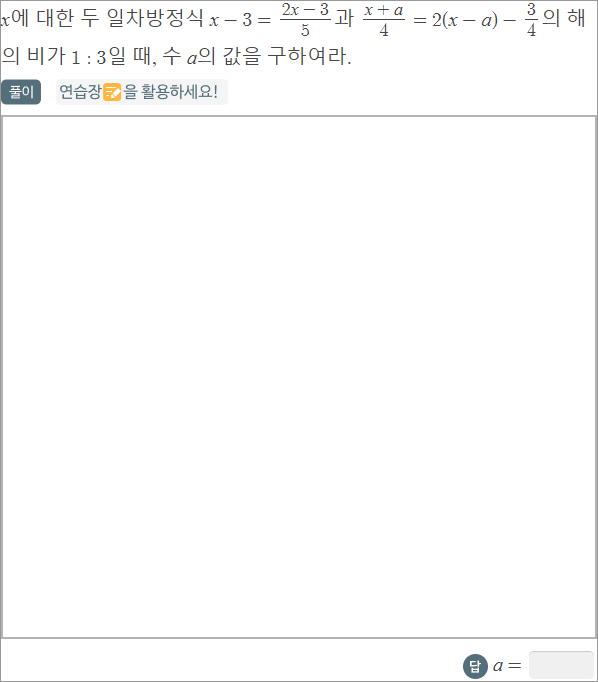 x에 대한 두 일차방정식 x − 3 = \frac{2x − 3}{5} 과 \frac{x + a}{4} = 2(x − a) − \frac{3}{4} 의 해
의 비가 1 : 3일 때, 수 a의 값을 구하여라.
풀이 연습장 을 활용하세요!
답 a =